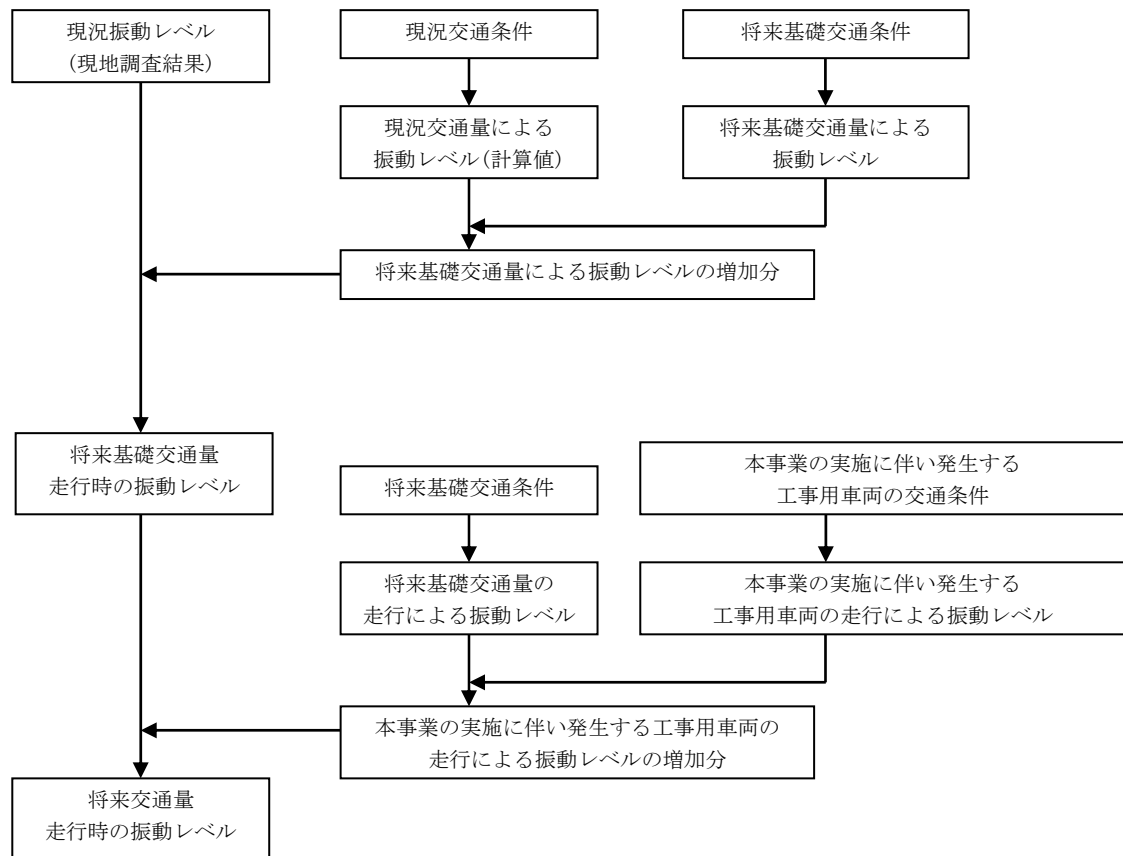 現況振動レベル
(現地調査結果)
現況交通条件
将来基礎交通条件
現況交通量による
振動レベル(計算値)
将来基礎交通量による
振動レベル
将来基礎交通量による振動レベルの増加分
将来基礎交通量
走行時の振動レベル
将来基礎交通条件
本事業の実施に伴い発生する
工事用車両の交通条件
将来基礎交通量の
走行による振動レベル
本事業の実施に伴い発生する
工事用車両の走行による振動レベル
本事業の実施に伴い発生する工事用車両の
走行による振動レベルの増加分
将来交通量
走行時の振動レベル